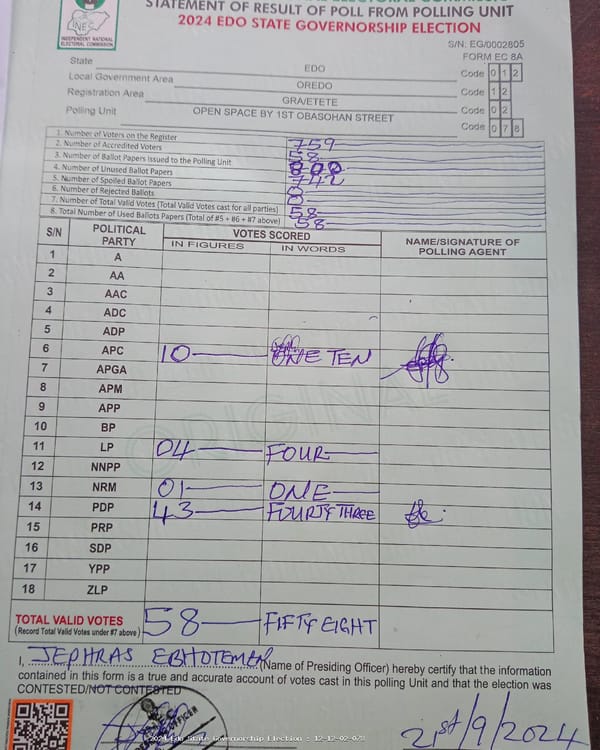 STATEMENT OF RESULT OF POLL FROM POLLING UNIT
2024 EDO STATE GOVERNORSHIP ELECTION
INEC
INDEPENDENT NATIONAL
ELECTORAL COMMISSION
S/N: EG/0002805
FORM EC 8A
State EDO Code 0 1 2
Local Government Area OREDO Code 1 2
Registration Area GRA/ETETE Code 0 2
Polling Unit OPEN SPACE BY 1ST OBASOHAN STREET Code 0 7 8
1. Number of Voters on the Register 759
2. Number of Accredited Voters 58
3. Number of Ballot Papers Issued to the Polling Unit 800
4. Number of Unused Ballot Papers 742
5. Number of Spoiled Ballot Papers 0
6. Number of Rejected Ballots 0
7. Number of Total Valid Votes (Total Valid Votes cast for all parties) 58
8. Total Number of Used Ballots Papers (Total of #5 + #6 + #7 above) 58
S/N POLITICAL PARTY VOTES SCORED NAME/SIGNATURE OF POLLING AGENT
IN FIGURES IN WORDS
1 A
2 AA
3 AAC
4 ADC
5 ADP
6 APC 10 ONE TEN
7 APGA
8 APM
9 APP
10 BP
11 LP 04 FOUR
12 NNPP
13 NRM 01 ONE
14 PDP 43 FOURTY THREE
15 PRP
16 SDP
17 YPP
18 ZLP
ORIGINAL
TOTAL VALID VOTES 58 FIFTY EIGHT
(Record Total Valid Votes under #7 above)
I, JEPHRAS (Name of Presiding Officer) hereby certify that the information
contained in this form is a true and accurate account of votes cast in this polling Unit and that the election was
CONTESTED/NOT CONTESTED
21st/9/2024
2024 Edo State Governorship Election : 12-12-02-078